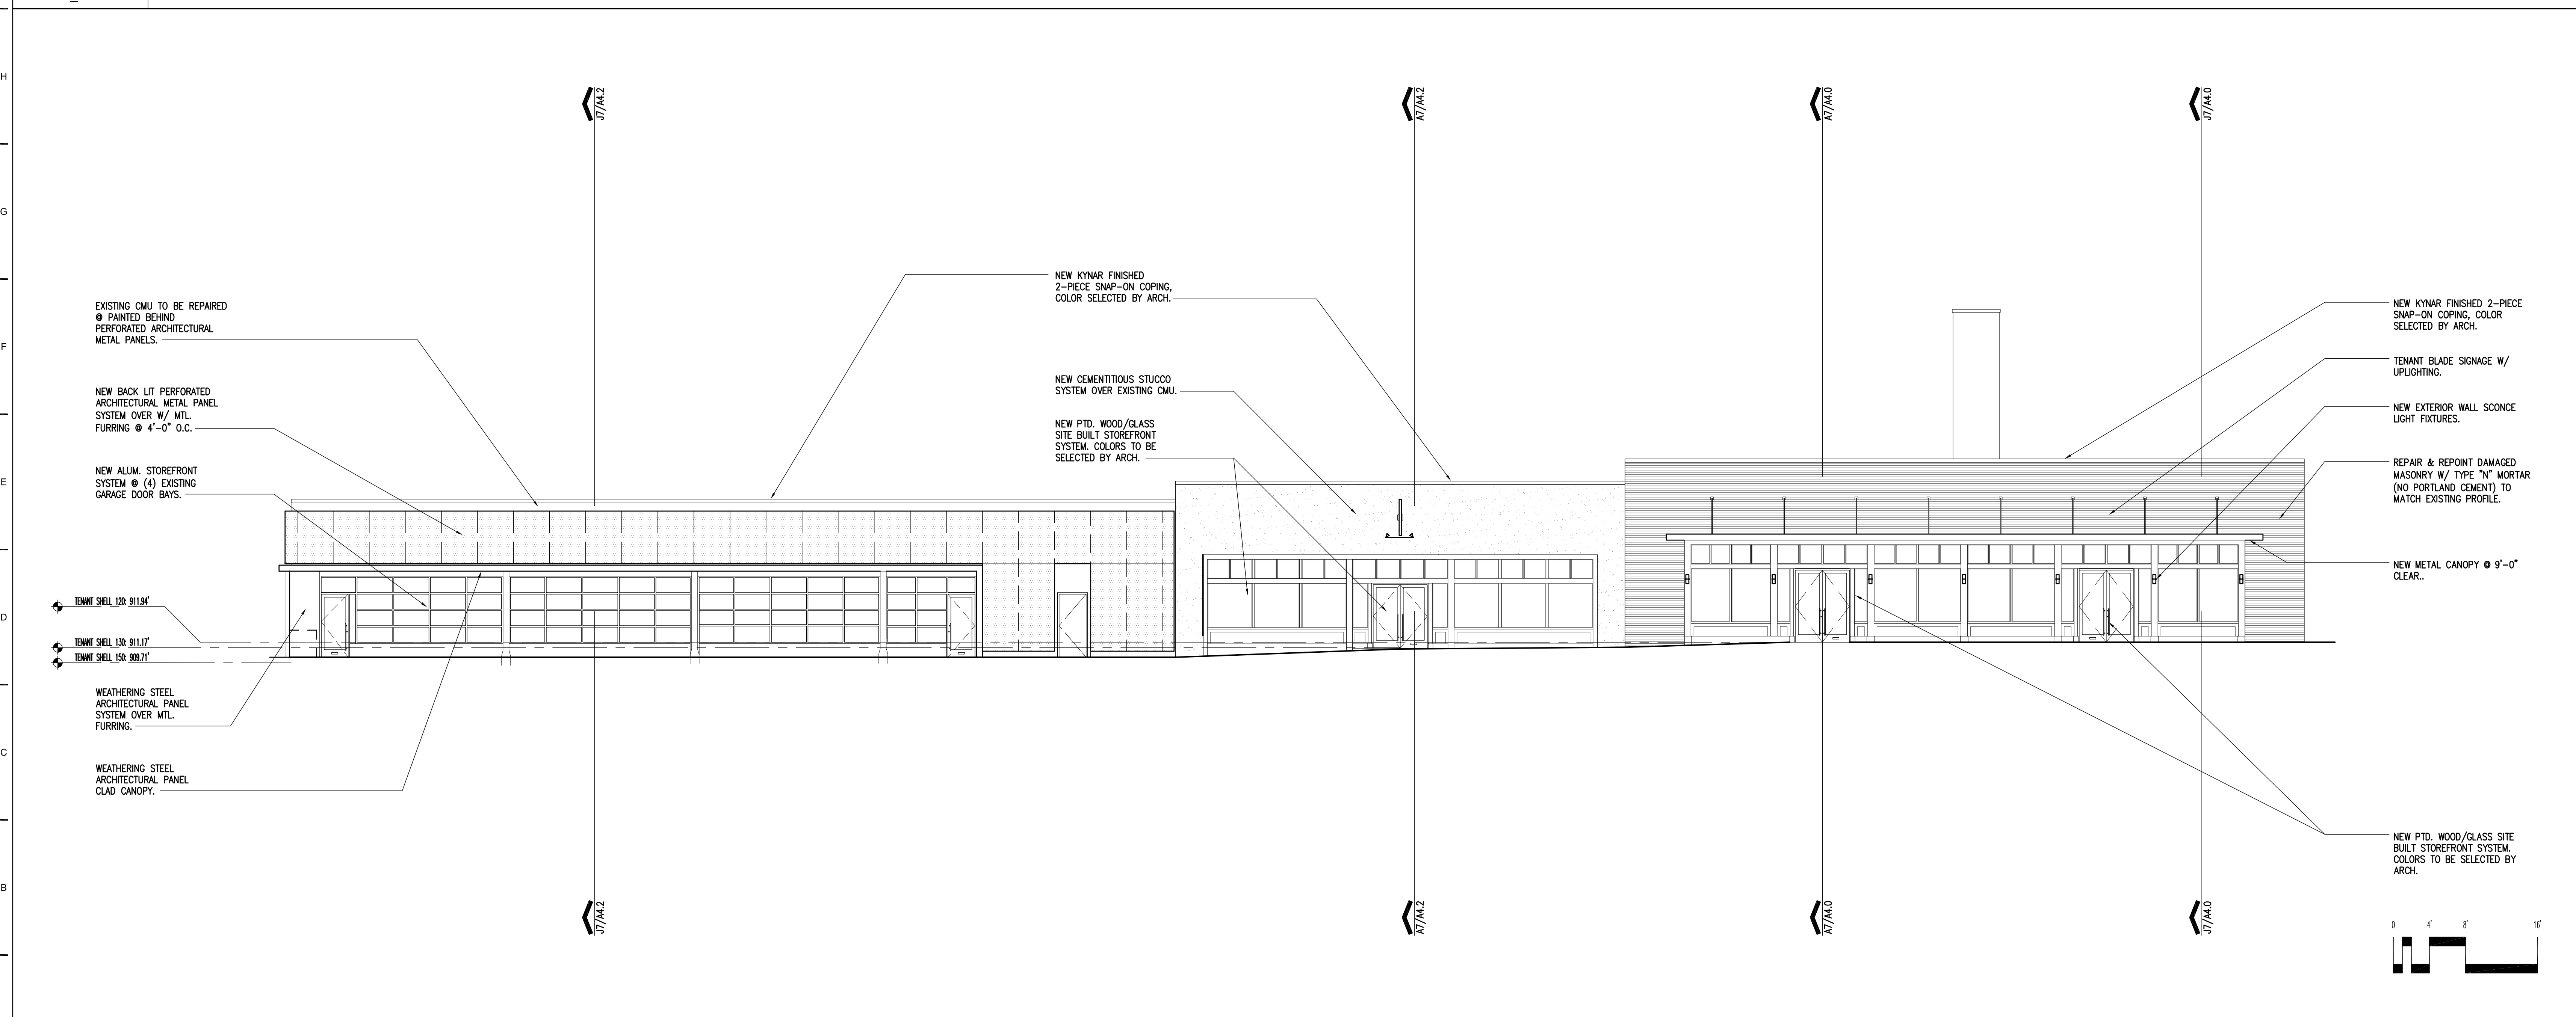 H
G
F
E
D
C
B
J7/A4.2
A7/A4.2
A7/A4.0
J7/A4.0
EXISTING CMU TO BE REPAIRED
@ PAINTED BEHIND
PERFORATED ARCHITECTURAL
METAL PANELS.
NEW BACK LIT PERFORATED
ARCHITECTURAL METAL PANEL
SYSTEM OVER W/ MTL.
FURRING @ 4'-0" O.C.
NEW ALUM. STOREFRONT
SYSTEM @ (4) EXISTING
GARAGE DOOR BAYS.
TENANT SHELL 120: 911.94'
TENANT SHELL 130: 911.17'
TENANT SHELL 150: 909.71'
WEATHERING STEEL
ARCHITECTURAL PANEL
SYSTEM OVER MTL.
FURRING.
WEATHERING STEEL
ARCHITECTURAL PANEL
CLAD CANOPY.
NEW KYNAR FINISHED
2-PIECE SNAP-ON COPING,
COLOR SELECTED BY ARCH.
NEW CEMENTITIOUS STUCCO
SYSTEM OVER EXISTING CMU.
NEW PTD. WOOD/GLASS
SITE BUILT STOREFRONT
SYSTEM. COLORS TO BE
SELECTED BY ARCH.
NEW KYNAR FINISHED 2-PIECE
SNAP-ON COPING, COLOR
SELECTED BY ARCH.
TENANT BLADE SIGNAGE W/
UPLIGHTING.
NEW EXTERIOR WALL SCONCE
LIGHT FIXTURES.
REPAIR & REPOINT DAMAGED
MASONRY W/ TYPE "N" MORTAR
(NO PORTLAND CEMENT) TO
MATCH EXISTING PROFILE.
NEW METAL CANOPY @ 9'-0"
CLEAR..
NEW PTD. WOOD/GLASS SITE
BUILT STOREFRONT SYSTEM.
COLORS TO BE SELECTED BY
ARCH.
J7/A4.2
A7/A4.2
A7/A4.0
J7/A4.0
0 4' 8' 16'